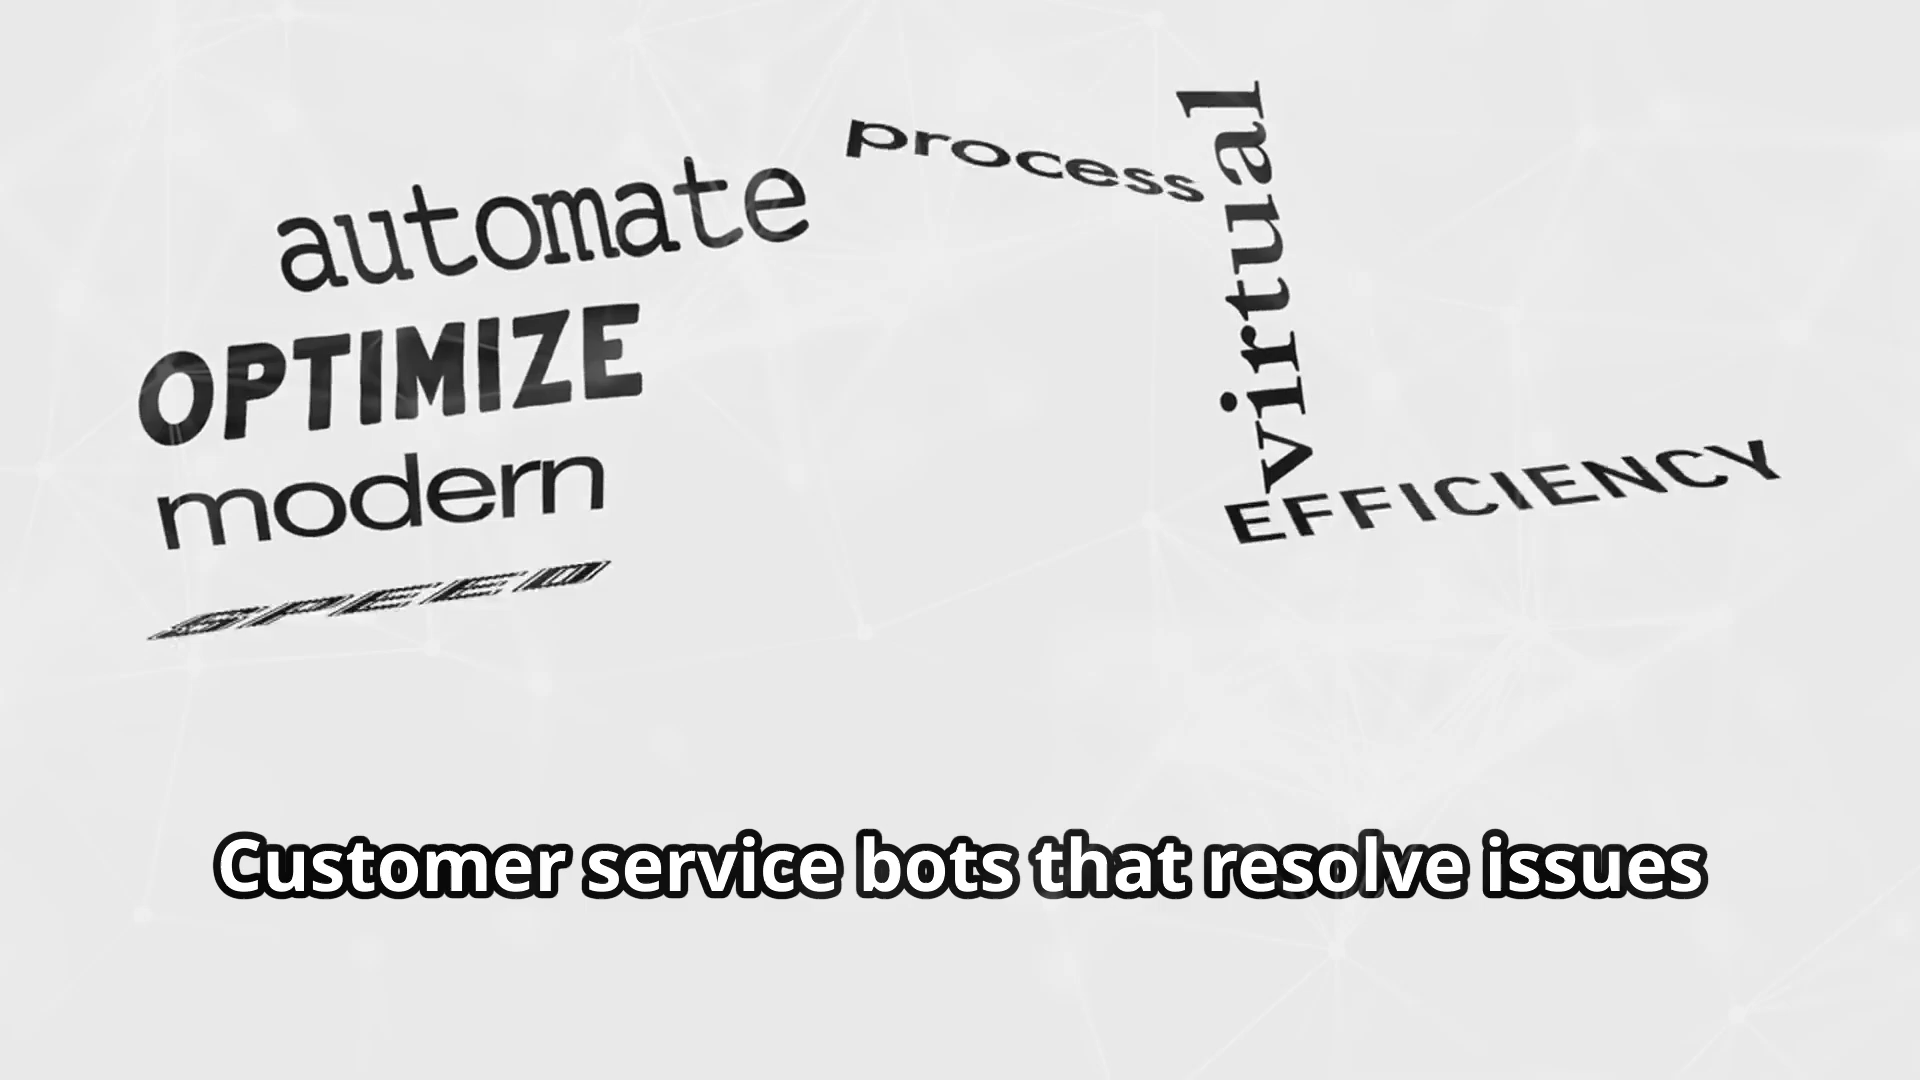 process
virtual
automate
OPTIMIZE
modern
EFFICIENCY
SPEED
Customer service bots that resolve issues